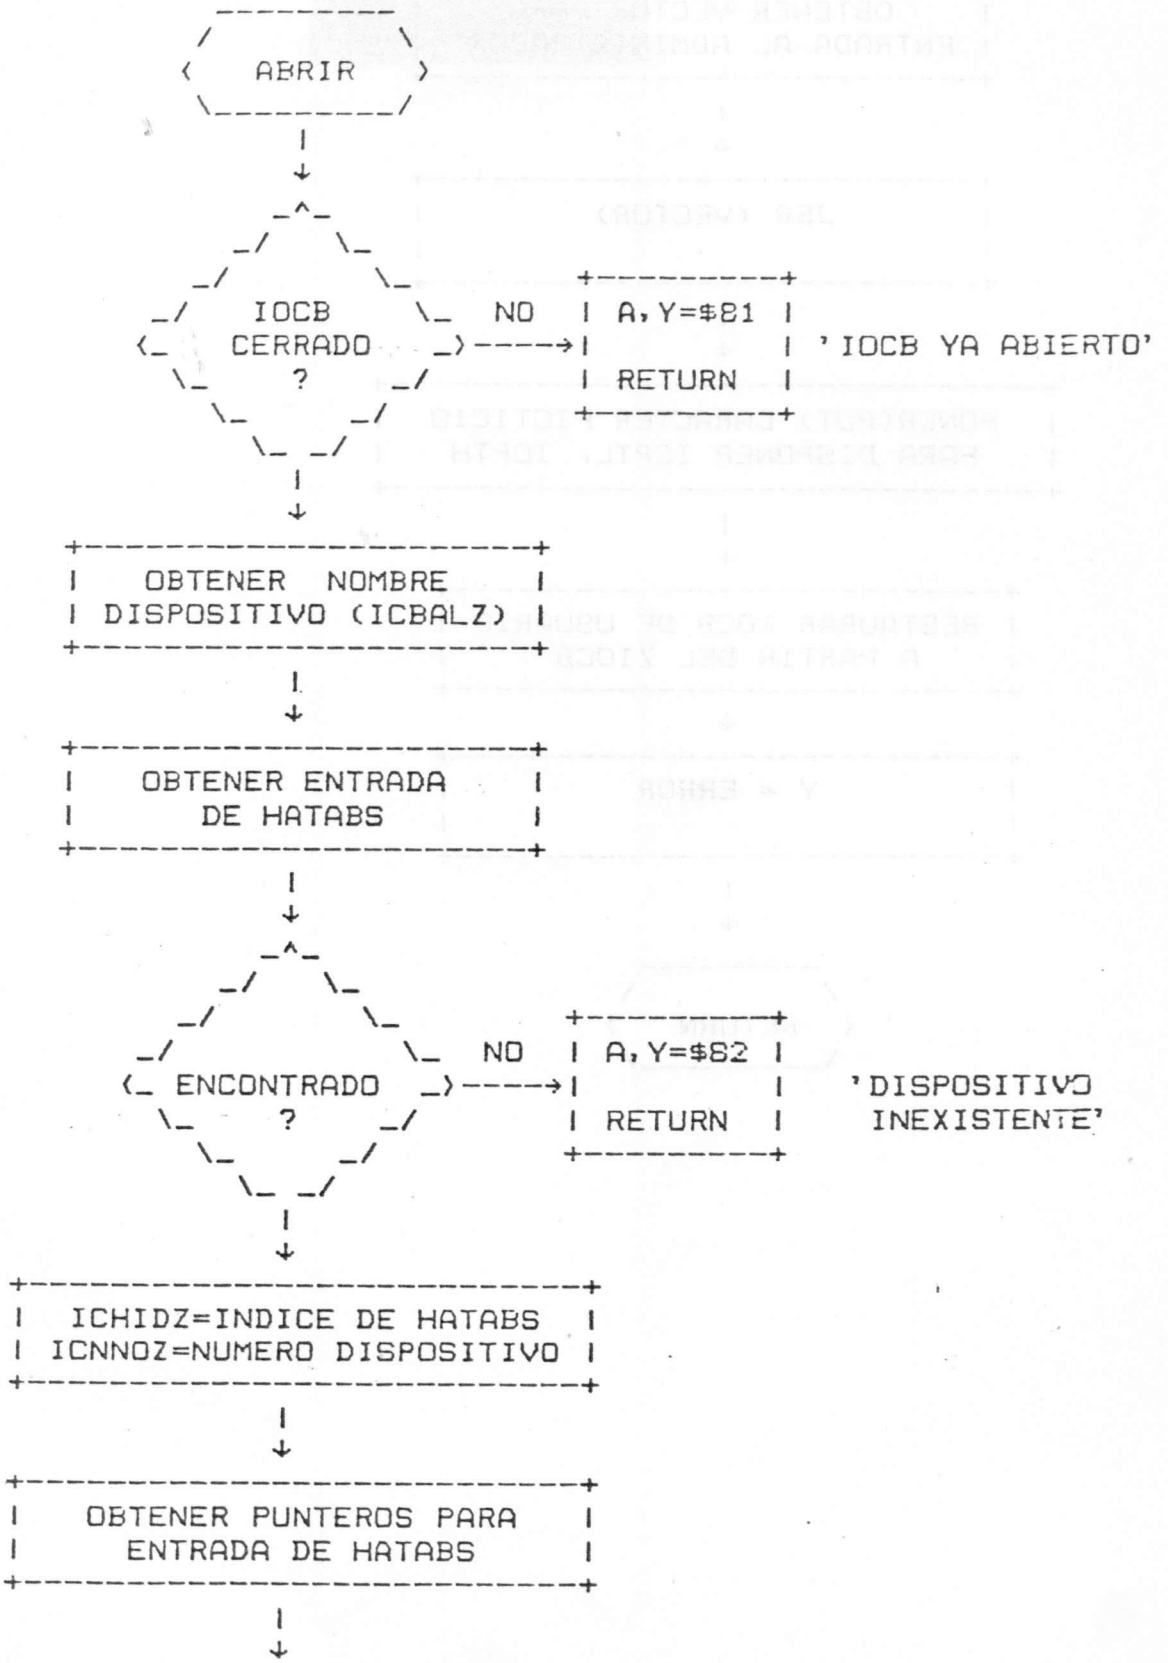 ABRIR
IOCB
CERRADO
?
NO
A,Y=$81
RETURN
'IOCB YA ABIERTO'
OBTENER NOMBRE
DISPOSITIVO (ICBALZ)
OBTENER ENTRADA
DE HATABS
ENCONTRADO
?
NO
A,Y=$82
RETURN
'DISPOSITIVO
INEXISTENTE'
ICHIDZ=INDICE DE HATABS
ICNNOZ=NUMERO DISPOSITIVO
OBTENER PUNTEROS PARA
ENTRADA DE HATABS